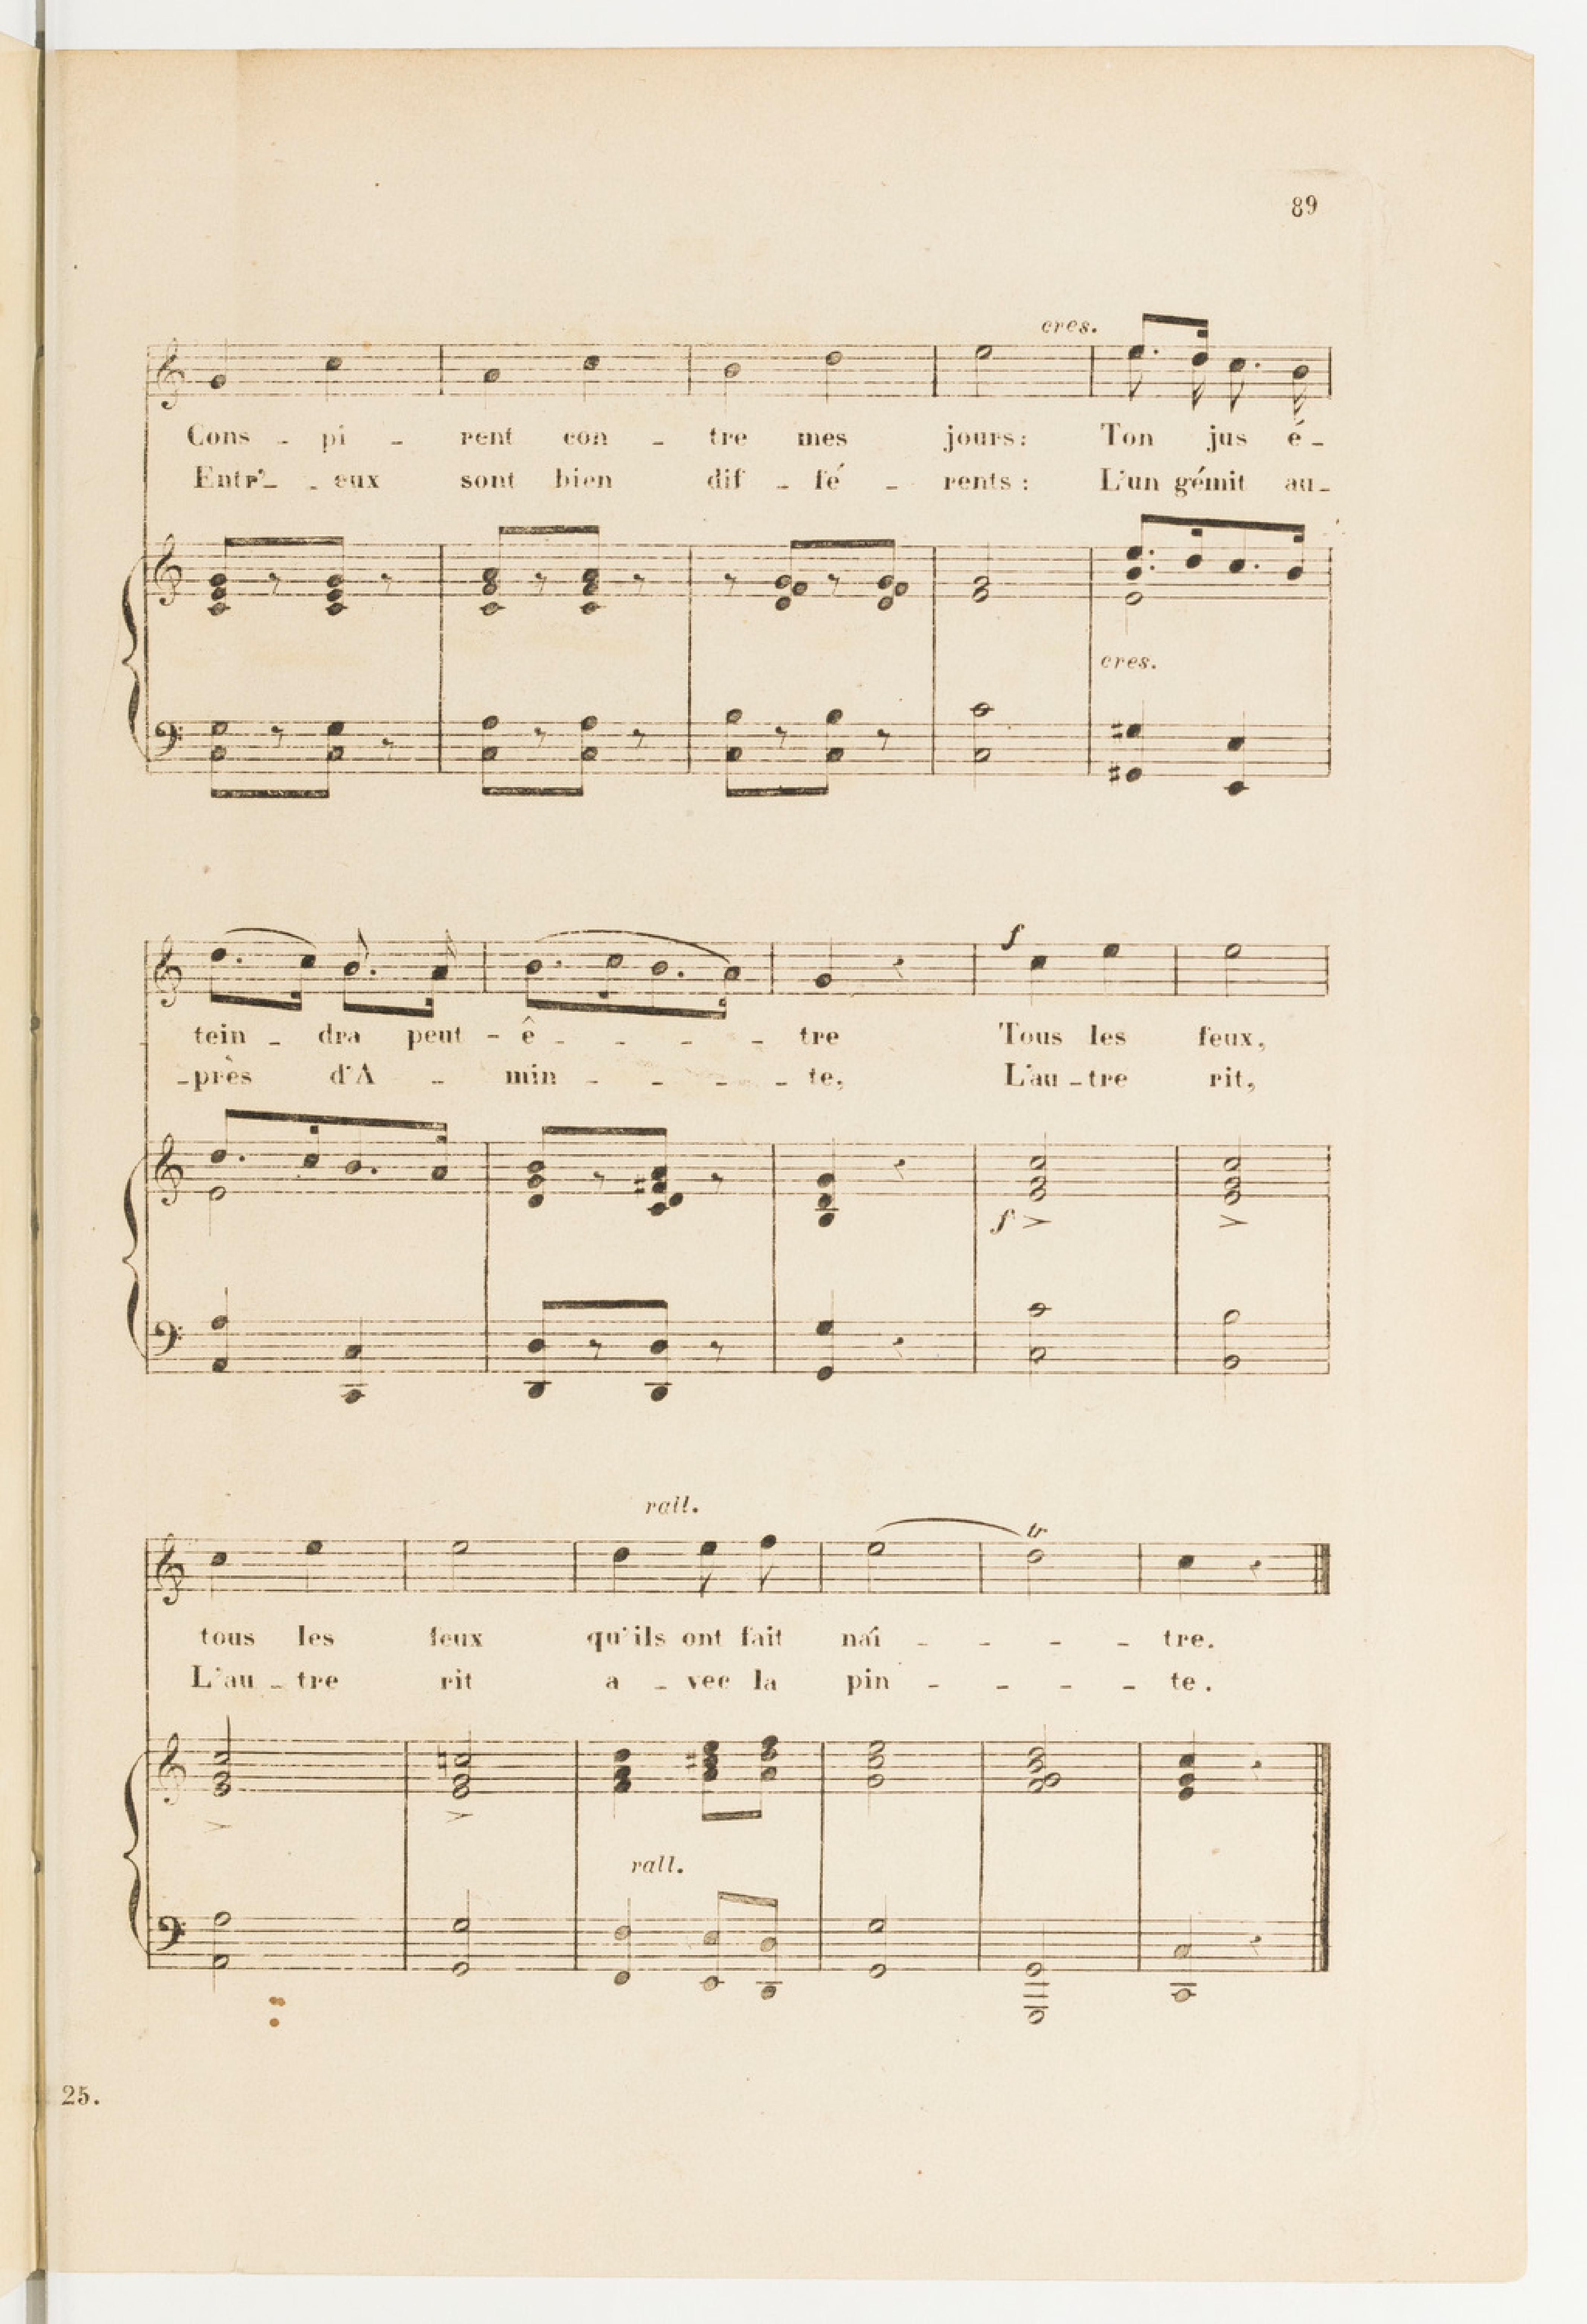 89
cres.
Cons - pi - rent con - tre mes jours: Ton jus é -
Entr'- - eux sont bien dif - fé - rents: L'un gémit au -
cres.
f
tein - dra peut - ê - - - - tre Tous les feux,
- près d'A - min - - - - te, L'au - tre rit,
f
rall.
tous les feux qu'ils ont fait naî - - - - tre.
L'au - tre rit a - vec la pin - - - - te.
rall.
25.